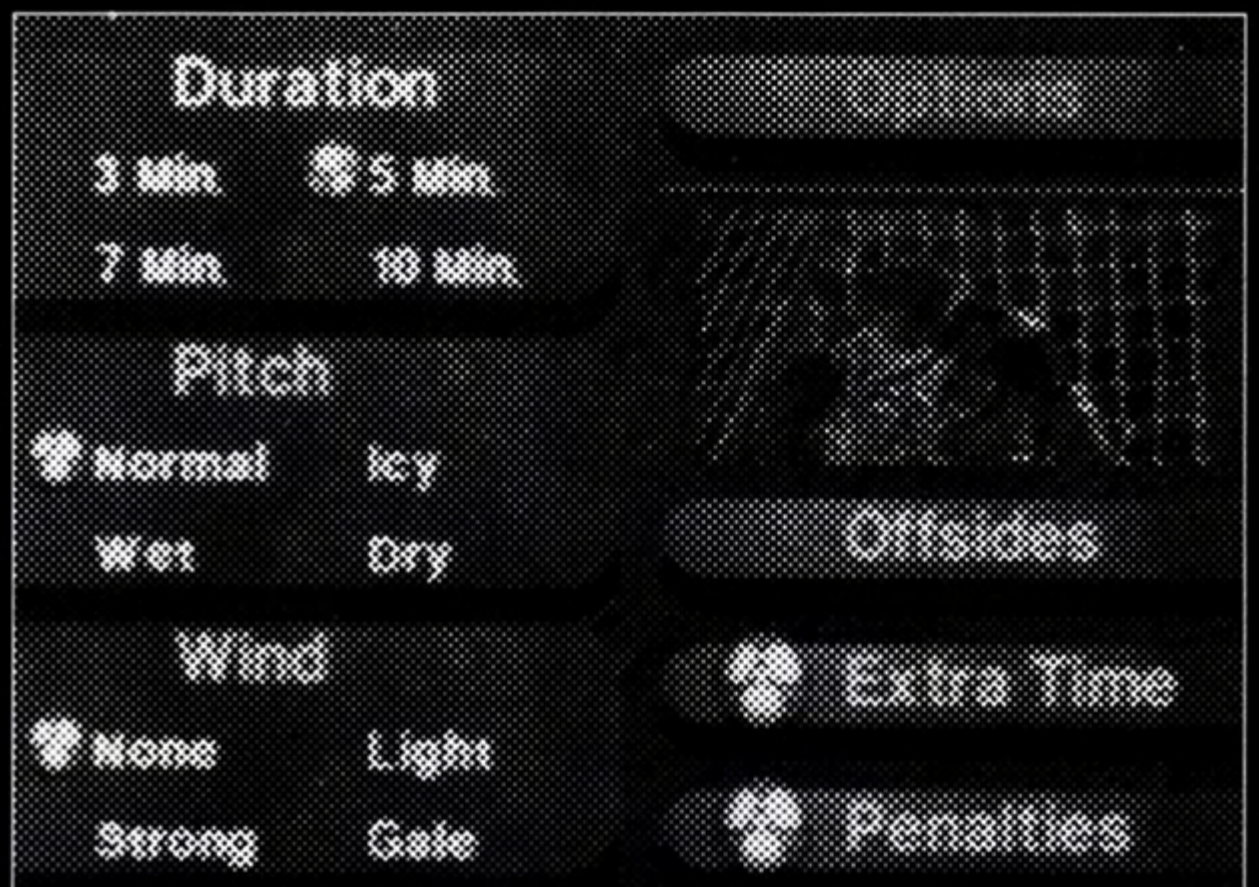 Duration
3 Min. 5 Min.
7 Min. 10 Min.
Pitch
Normal Icy
Wet Dry
Wind
None Light
Strong Gale
Options
Offsides
Extra Time
Penalties